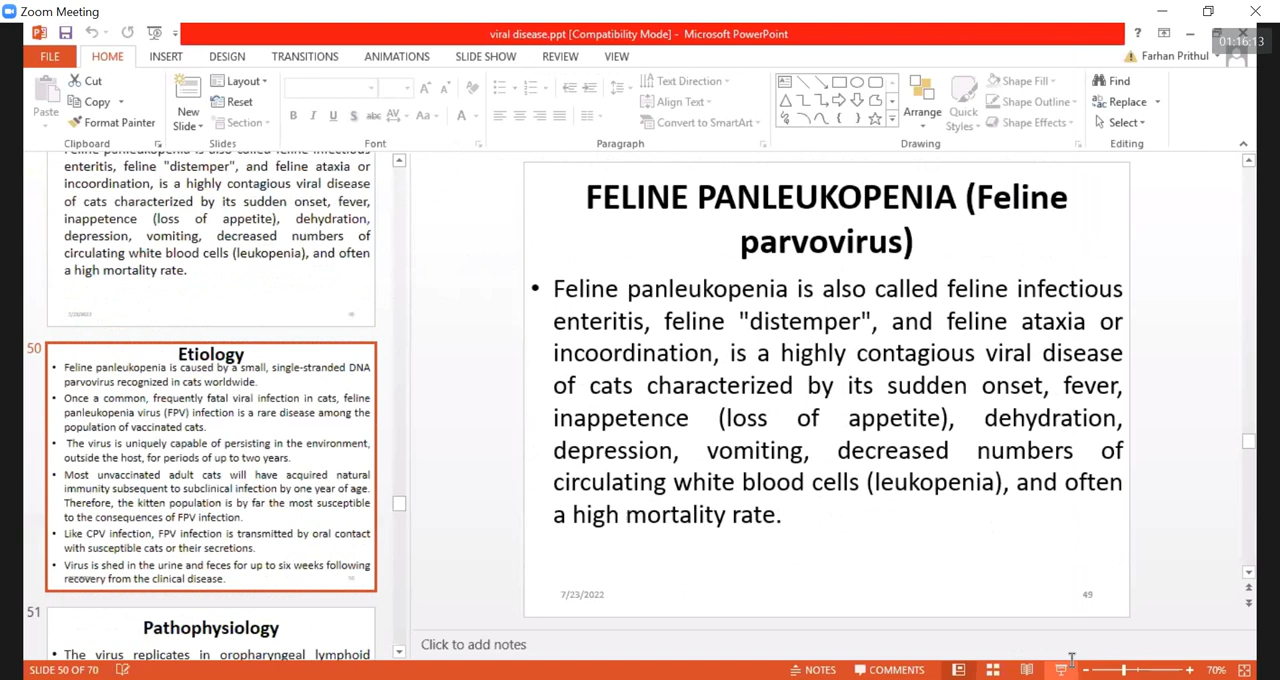 Zoom Meeting
viral disease.ppt [Compatibility Mode] - Microsoft PowerPoint
01:16:13
FILE HOME INSERT DESIGN TRANSITIONS ANIMATIONS SLIDE SHOW REVIEW VIEW Farhan Prithul
Paste
Cut
Copy
Format Painter
Clipboard
New
Slide
Layout
Reset
Section
Slides
Font
Text Direction
Align Text
Convert to SmartArt
Paragraph
Arrange
Quick
Styles
Shape Fill
Shape Outline
Shape Effects
Drawing
Find
Replace
Select
Editing
Feline panleukopenia is also called feline infectious
enteritis, feline "distemper", and feline ataxia or
incoordination, is a highly contagious viral disease
of cats characterized by its sudden onset, fever,
inappetence (loss of appetite), dehydration,
depression, vomiting, decreased numbers of
circulating white blood cells (leukopenia), and often
a high mortality rate.
50
Etiology
• Feline panleukopenia is caused by a small, single-stranded DNA
parvovirus recognized in cats worldwide.
• Once a common, frequently fatal viral infection in cats, feline
panleukopenia virus (FPV) infection is a rare disease among the
population of vaccinated cats.
• The virus is uniquely capable of persisting in the environment,
outside the host, for periods of up to two years.
• Most unvaccinated adult cats will have acquired natural
immunity subsequent to subclinical infection by one year of age.
Therefore, the kitten population is by far the most susceptible
to the consequences of FPV infection.
• Like CPV infection, FPV infection is transmitted by oral contact
with susceptible cats or their secretions.
• Virus is shed in the urine and feces for up to six weeks following
recovery from the clinical disease.
51
Pathophysiology
• The virus replicates in oropharyngeal lymphoid
FELINE PANLEUKOPENIA (Feline
parvovirus)
• Feline panleukopenia is also called feline infectious
enteritis, feline "distemper", and feline ataxia or
incoordination, is a highly contagious viral disease
of cats characterized by its sudden onset, fever,
inappetence (loss of appetite), dehydration,
depression, vomiting, decreased numbers of
circulating white blood cells (leukopenia), and often
a high mortality rate.
7/23/2022 49
Click to add notes
SLIDE 50 OF 70 NOTES COMMENTS 70%